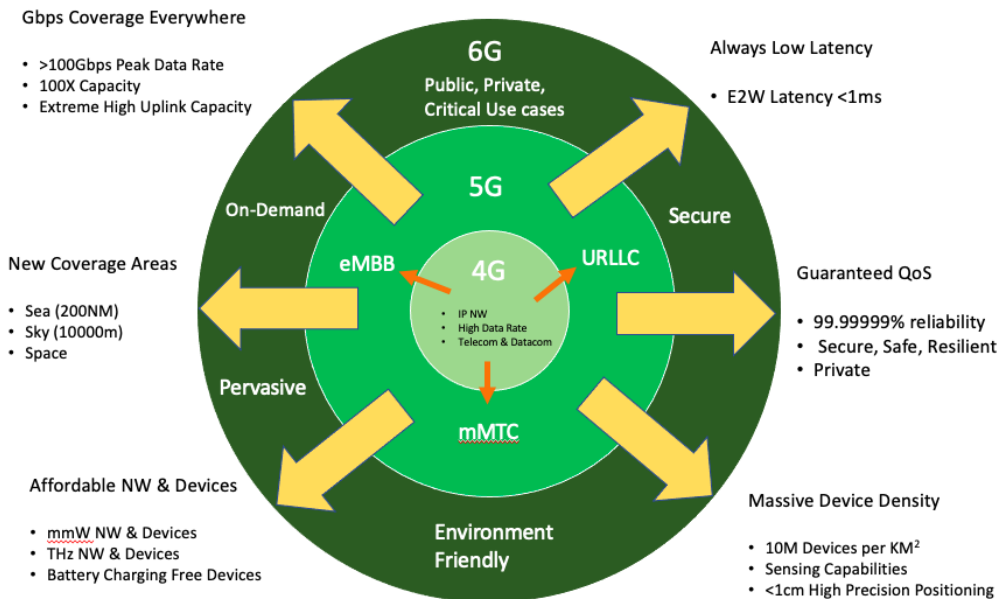 Gbps Coverage Everywhere
• >100Gbps Peak Data Rate
• 100X Capacity
• Extreme High Uplink Capacity
6G
Public, Private,
Critical Use cases
Always Low Latency
• E2W Latency <1ms
5G
On-Demand
Secure
eMBB
URLLC
4G
• IP NW
• High Data Rate
• Telecom & Datacom
New Coverage Areas
• Sea (200NM)
• Sky (10000m)
• Space
Guaranteed QoS
• 99.99999% reliability
• Secure, Safe, Resilient
• Private
Pervasive
mMTC
Affordable NW & Devices
• mmW NW & Devices
• THz NW & Devices
• Battery Charging Free Devices
Environment
Friendly
Massive Device Density
• 10M Devices per KM²
• Sensing Capabilities
• <1cm High Precision Positioning